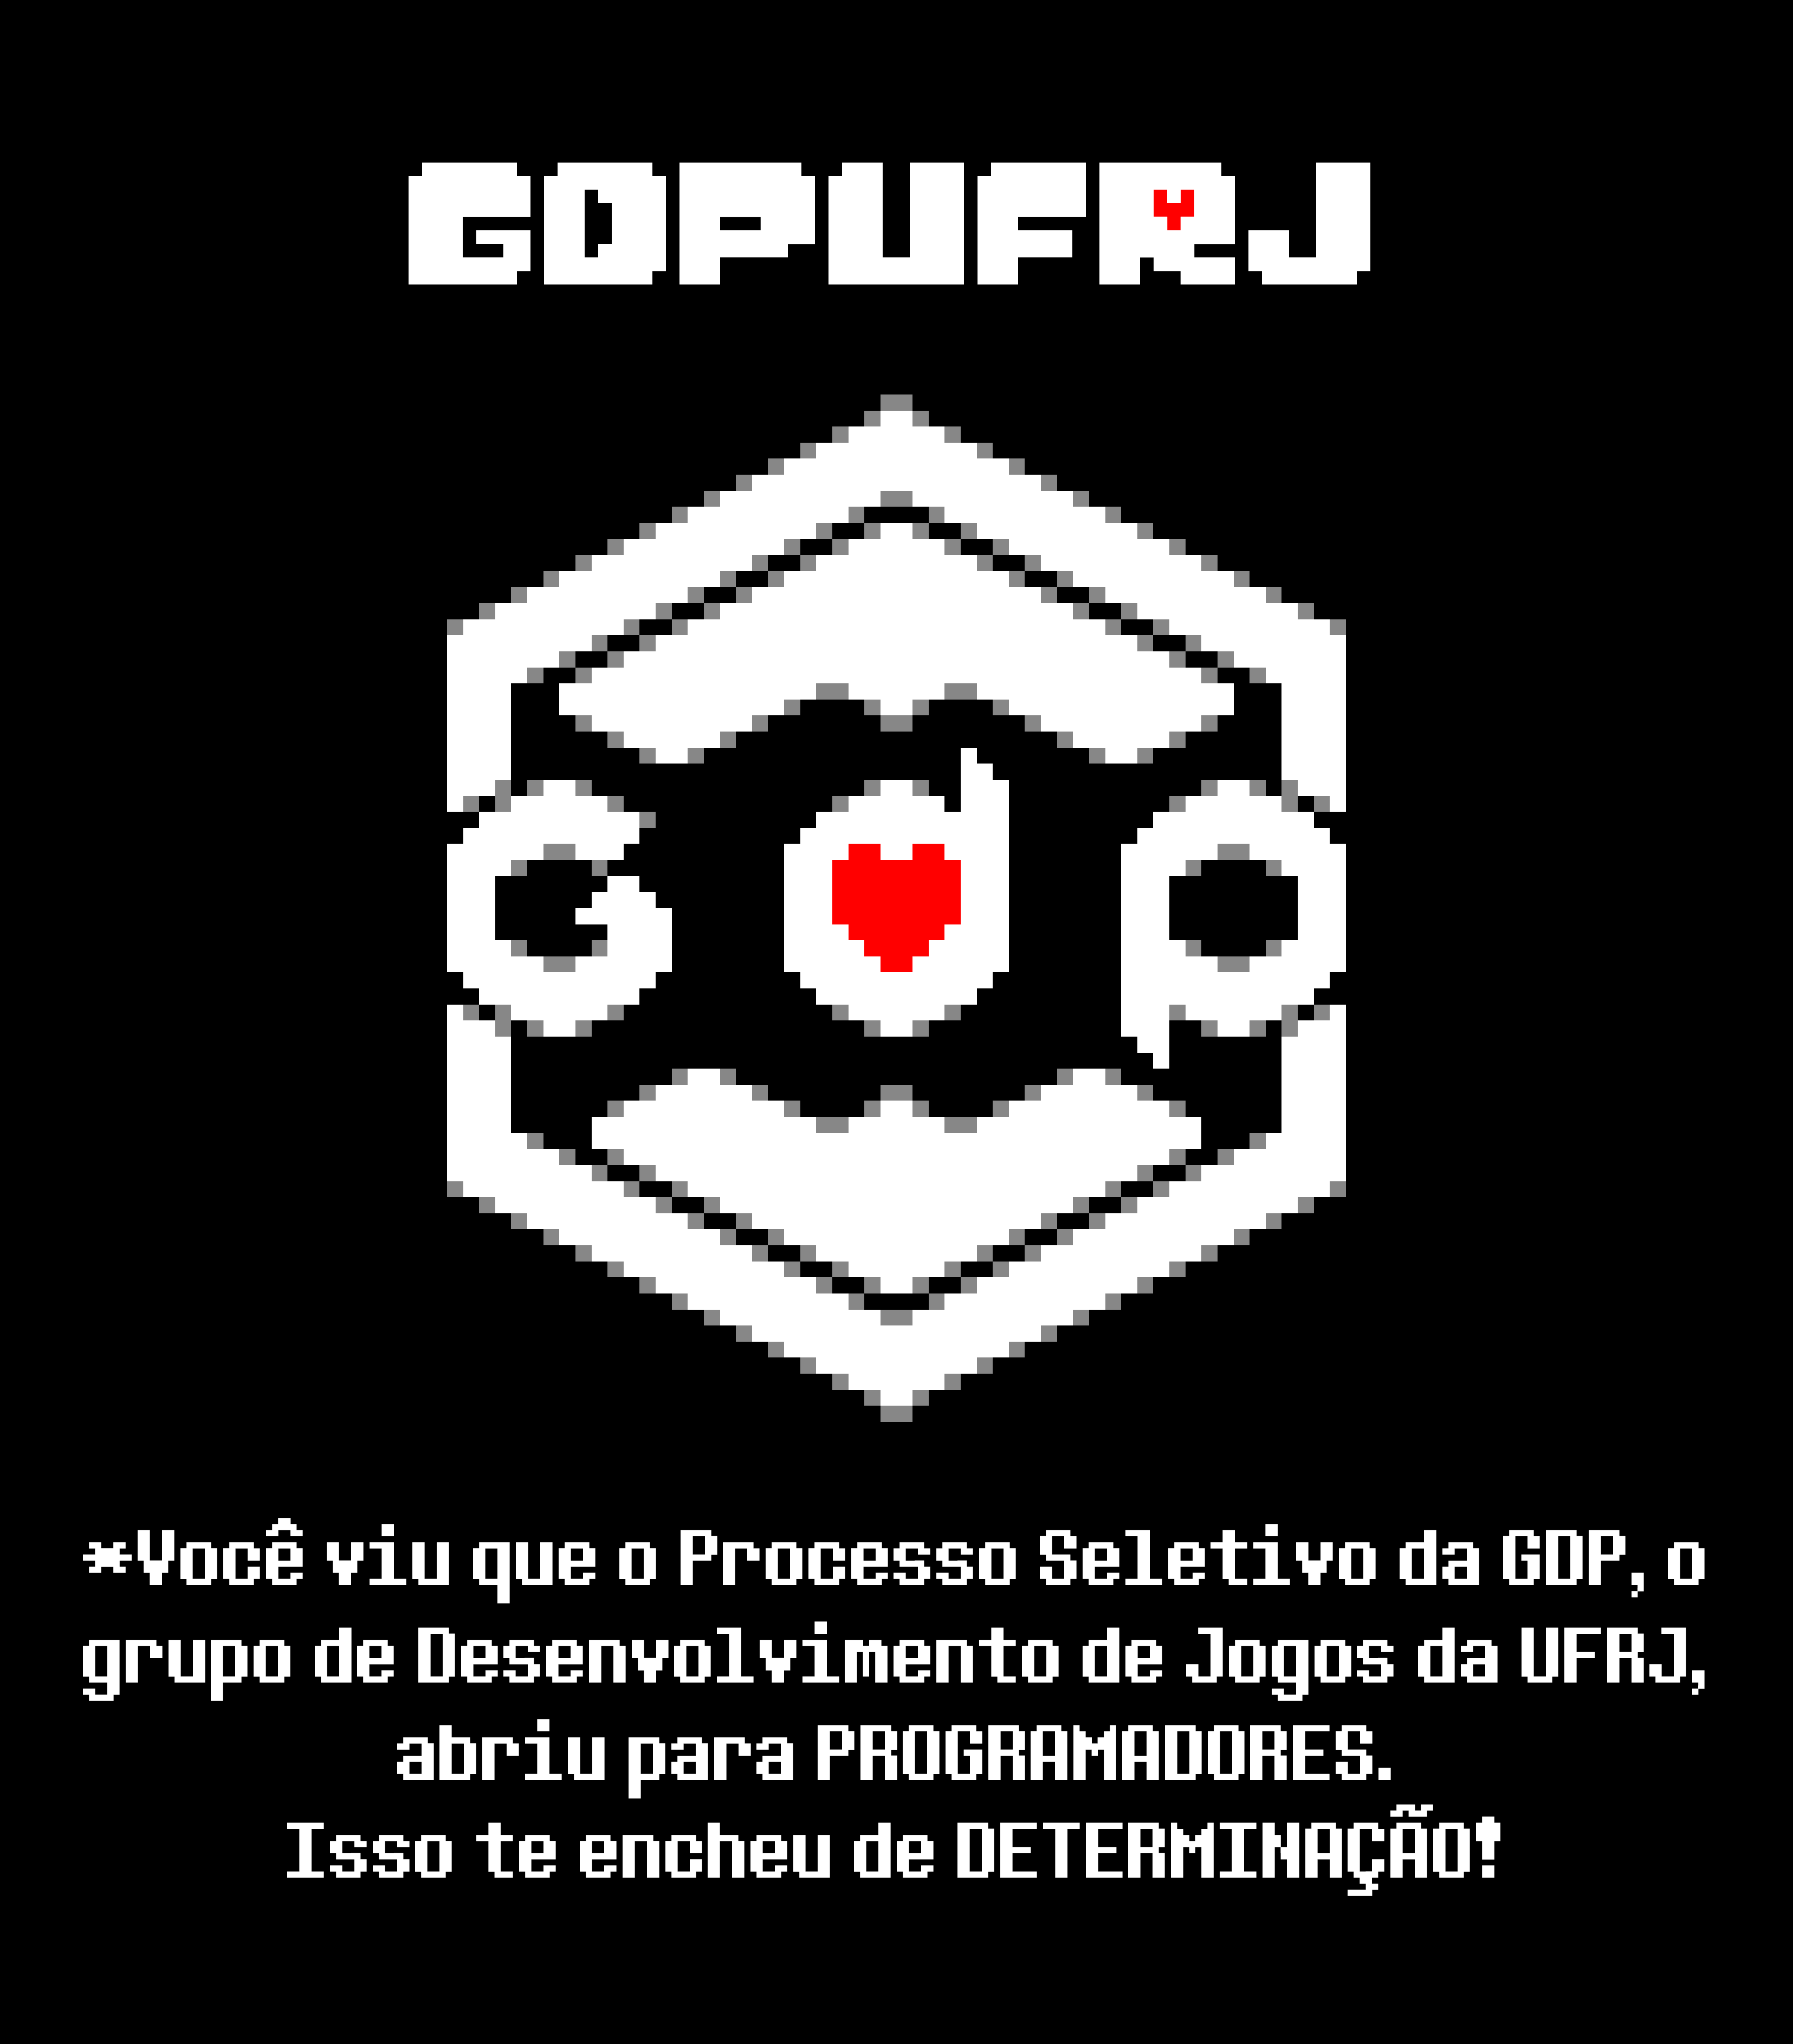 GDPUFRJ
GdP
*Você viu que o Processo Seletivo da GDP, o
grupo de Desenvolvimento de Jogos da UFRJ,
abriu para PROGRAMADORES.
Isso te encheu de DETERMINAÇÃO!